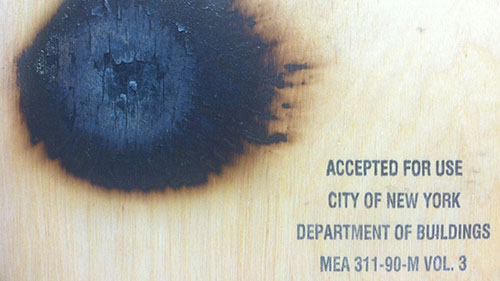 ACCEPTED FOR USE
CITY OF NEW YORK
DEPARTMENT OF BUILDINGS
MEA 311-90-M VOL. 3